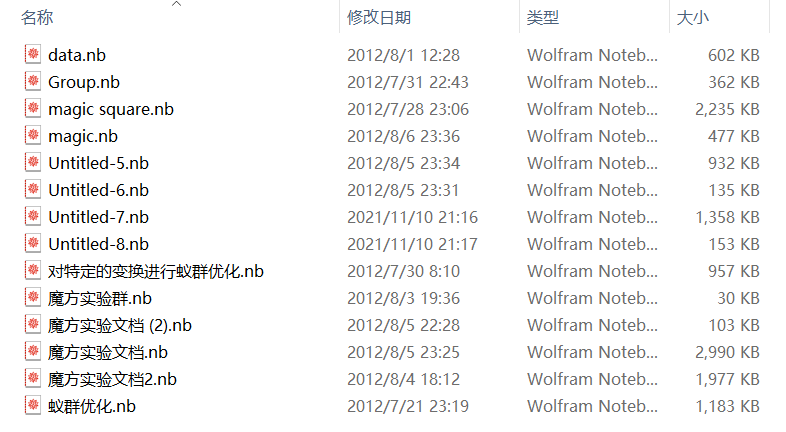 名称 修改日期 类型 大小
data.nb 2012/8/1 12:28 Wolfram Noteb... 602 KB
Group.nb 2012/7/31 22:43 Wolfram Noteb... 362 KB
magic square.nb 2012/7/28 23:06 Wolfram Noteb... 2,235 KB
magic.nb 2012/8/6 23:36 Wolfram Noteb... 477 KB
Untitled-5.nb 2012/8/5 23:34 Wolfram Noteb... 932 KB
Untitled-6.nb 2012/8/5 23:31 Wolfram Noteb... 135 KB
Untitled-7.nb 2021/11/10 21:16 Wolfram Noteb... 1,358 KB
Untitled-8.nb 2021/11/10 21:17 Wolfram Noteb... 153 KB
对特定的变换进行蚁群优化.nb 2012/7/30 8:10 Wolfram Noteb... 957 KB
魔方实验群.nb 2012/8/3 19:36 Wolfram Noteb... 30 KB
魔方实验文档 (2).nb 2012/8/5 22:28 Wolfram Noteb... 103 KB
魔方实验文档.nb 2012/8/5 23:25 Wolfram Noteb... 2,990 KB
魔方实验文档2.nb 2012/8/4 18:12 Wolfram Noteb... 1,977 KB
蚁群优化.nb 2012/7/21 23:19 Wolfram Noteb... 1,183 KB